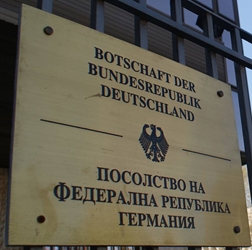 BOTSCHAFT DER
BUNDESREPUBLIK
DEUTSCHLAND
ПОСОЛСТВО НА
ФЕДЕРАЛНА РЕПУБЛИКА
ГЕРМАНИЯ